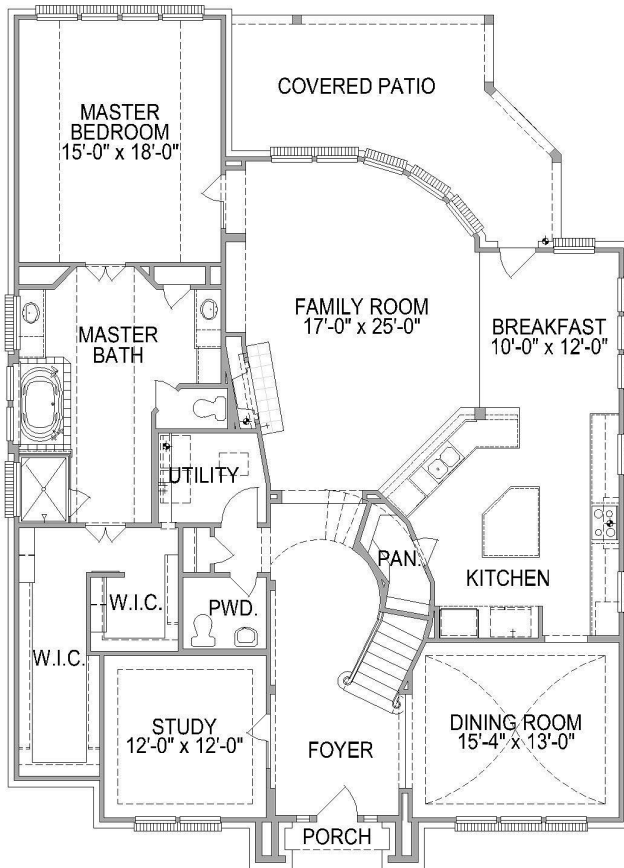 COVERED PATIO
MASTER
BEDROOM
15'-0" x 18'-0"
FAMILY ROOM
17'-0" x 25'-0"
BREAKFAST
10'-0" x 12'-0"
MASTER
BATH
UTILITY
PAN.
KITCHEN
W.I.C.
PWD.
W.I.C.
STUDY
12'-0" x 12'-0"
FOYER
DINING ROOM
15'-4" x 13'-0"
PORCH